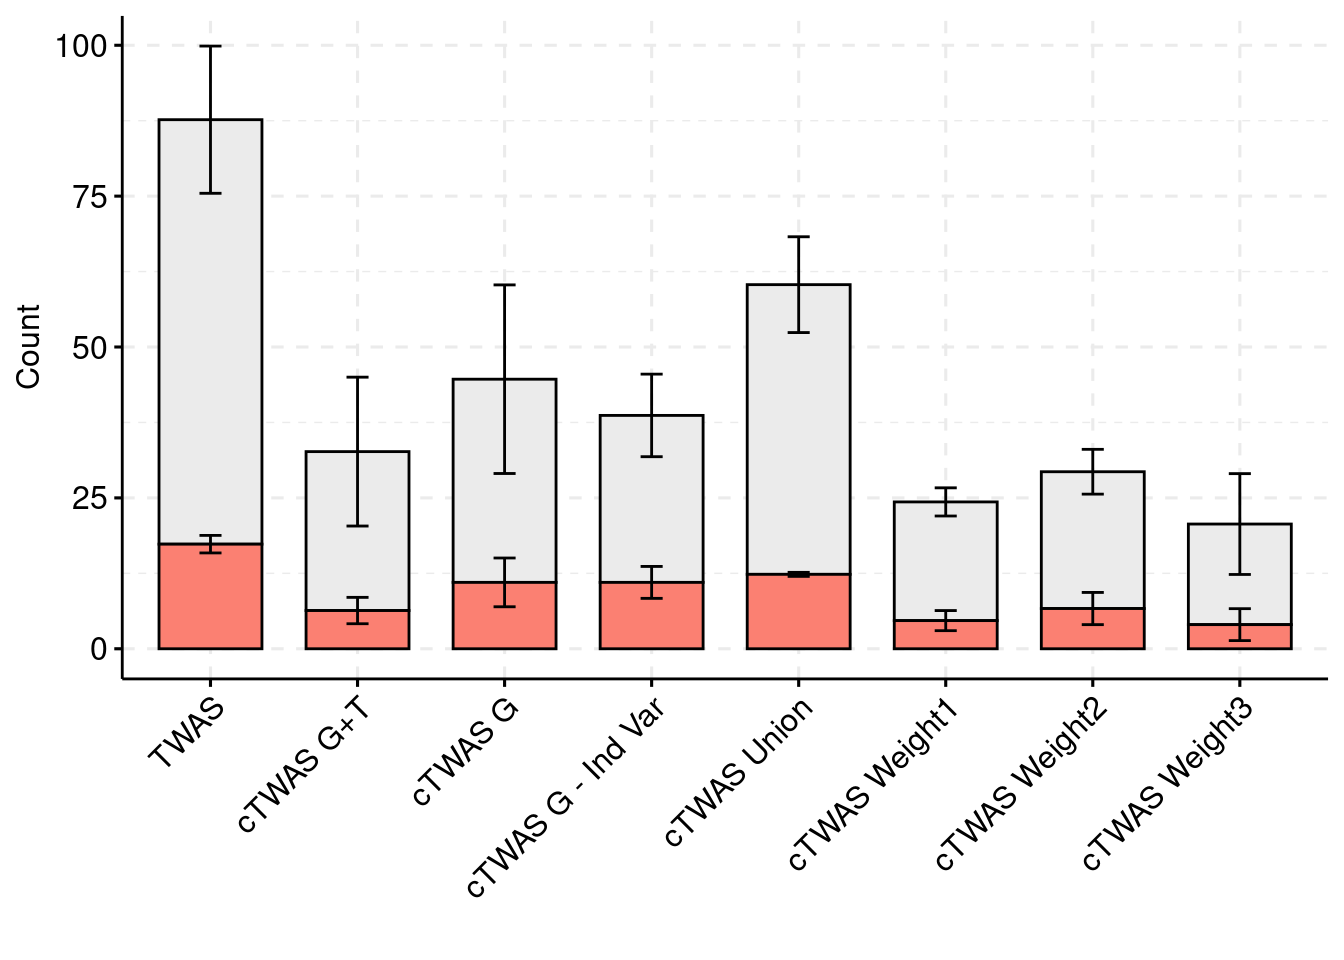 Count
100
75
50
25
0
TWAS
cTWAS G+T
cTWAS G
cTWAS G - Ind Var
cTWAS Union
cTWAS Weight1
cTWAS Weight2
cTWAS Weight3